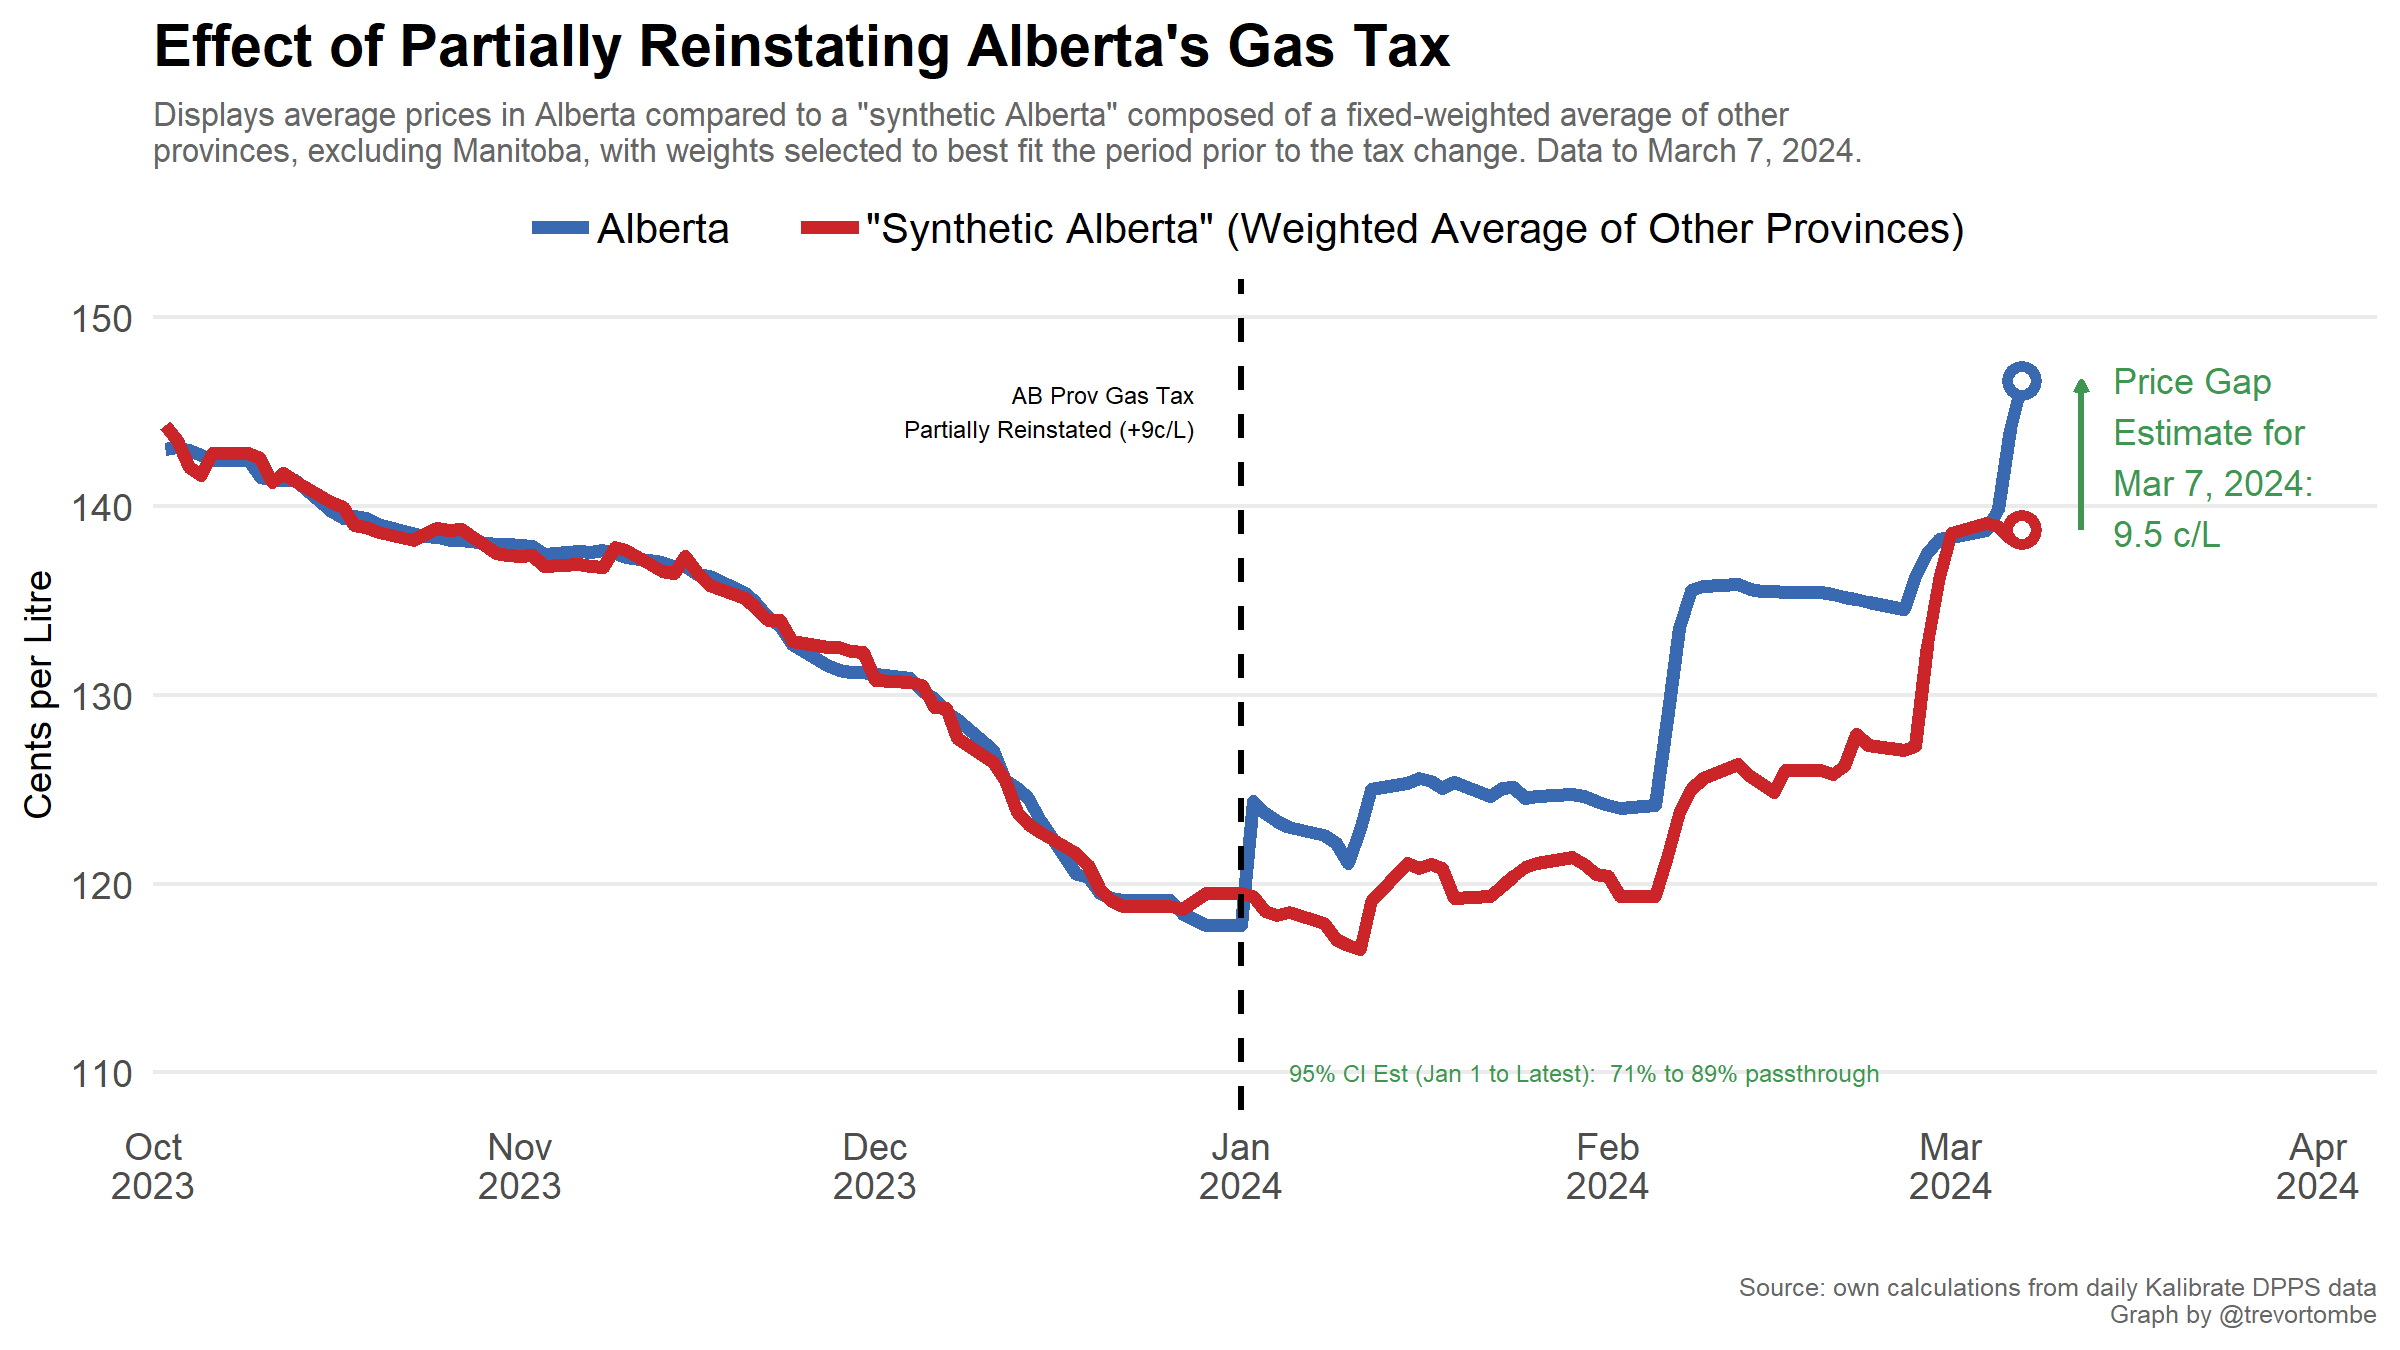 Effect of Partially Reinstating Alberta's Gas Tax
Displays average prices in Alberta compared to a "synthetic Alberta" composed of a fixed-weighted average of other
provinces, excluding Manitoba, with weights selected to best fit the period prior to the tax change. Data to March 7, 2024.
Alberta
"Synthetic Alberta" (Weighted Average of Other Provinces)
Cents per Litre
150
140
130
120
110
AB Prov Gas Tax
Partially Reinstated (+9c/L)
Price Gap
Estimate for
Mar 7, 2024:
9.5 c/L
95% CI Est (Jan 1 to Latest):  71% to 89% passthrough
Oct
2023
Nov
2023
Dec
2023
Jan
2024
Feb
2024
Mar
2024
Apr
2024
Source: own calculations from daily Kalibrate DPPS data
Graph by @trevortombe